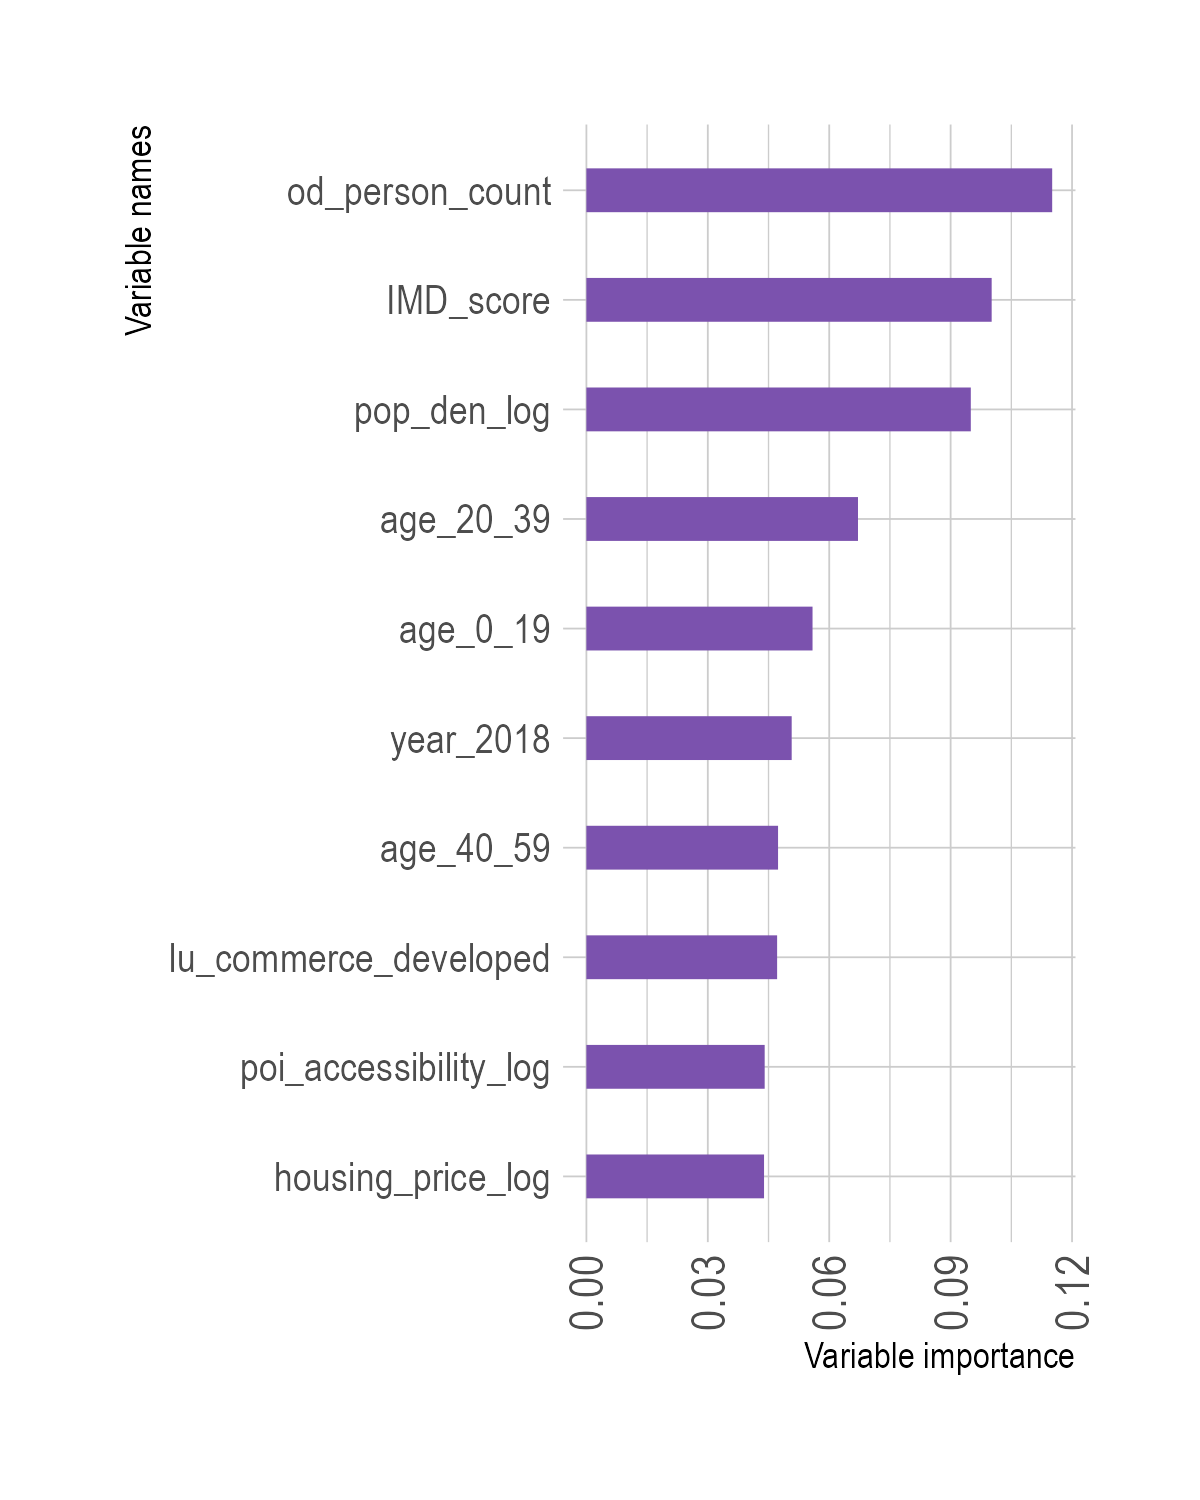 Variable names
od_person_count
IMD_score
pop_den_log
age_20_39
age_0_19
year_2018
age_40_59
lu_commerce_developed
poi_accessibility_log
housing_price_log
0.00
0.03
0.06
0.09
0.12
Variable importance